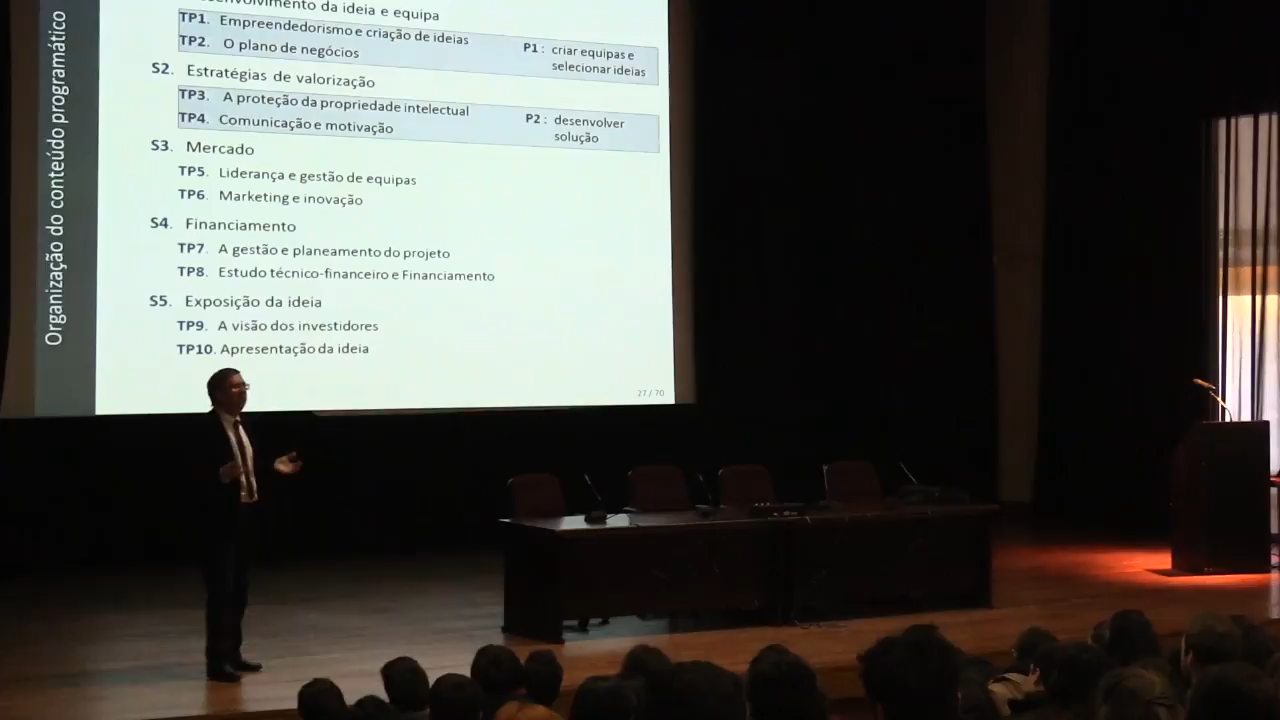 Organização do conteúdo programático
da ideia e equipa
TP1. Empreendedorismo e criação de ideias
TP2. O plano de negócios
P1 : criar equipas e
selecionar ideias
S2. Estratégias de valorização
TP3. A proteção da propriedade intelectual
TP4. Comunicação e motivação
P2 : desenvolver
solução
S3. Mercado
TP5. Liderança e gestão de equipas
TP6. Marketing e inovação
S4. Financiamento
TP7. A gestão e planeamento do projeto
TP8. Estudo técnico-financeiro e Financiamento
S5. Exposição da ideia
TP9. A visão dos investidores
TP10. Apresentação da ideia
27 / 70